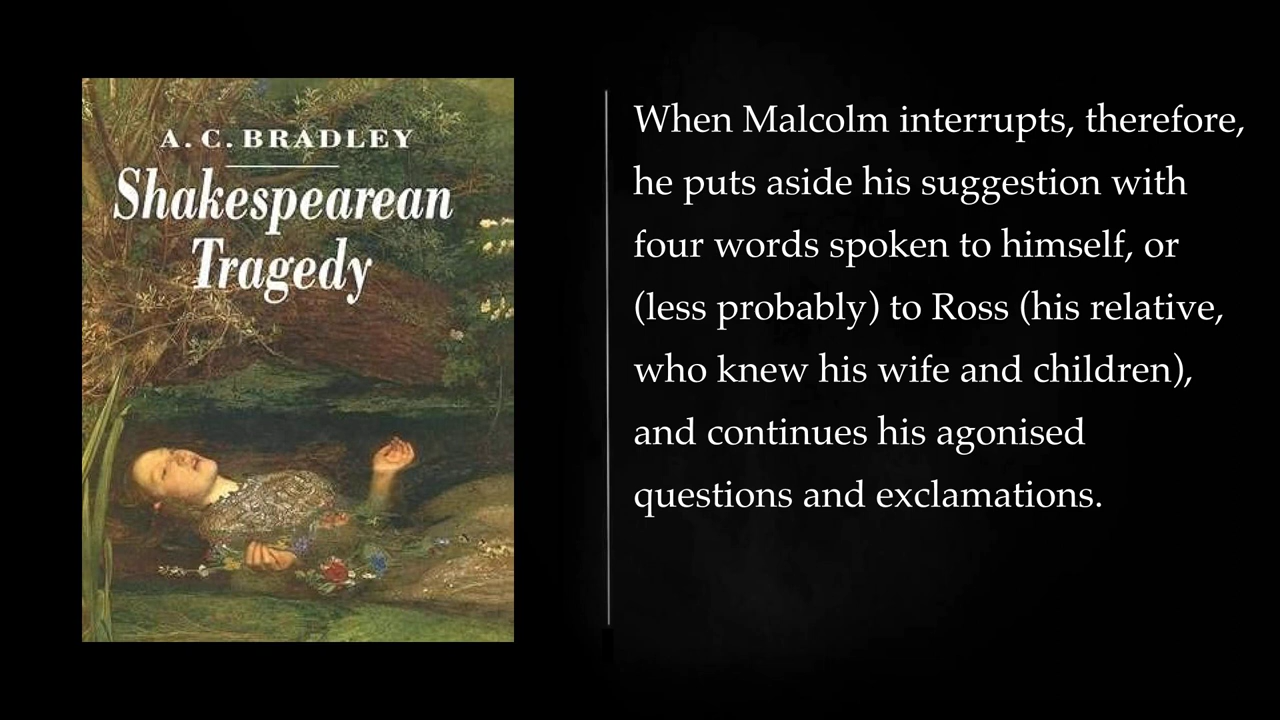 A. C. BRADLEY
Shakespearean
Tragedy
When Malcolm interrupts, therefore,
he puts aside his suggestion with
four words spoken to himself, or
(less probably) to Ross (his relative,
who knew his wife and children),
and continues his agonised
questions and exclamations.